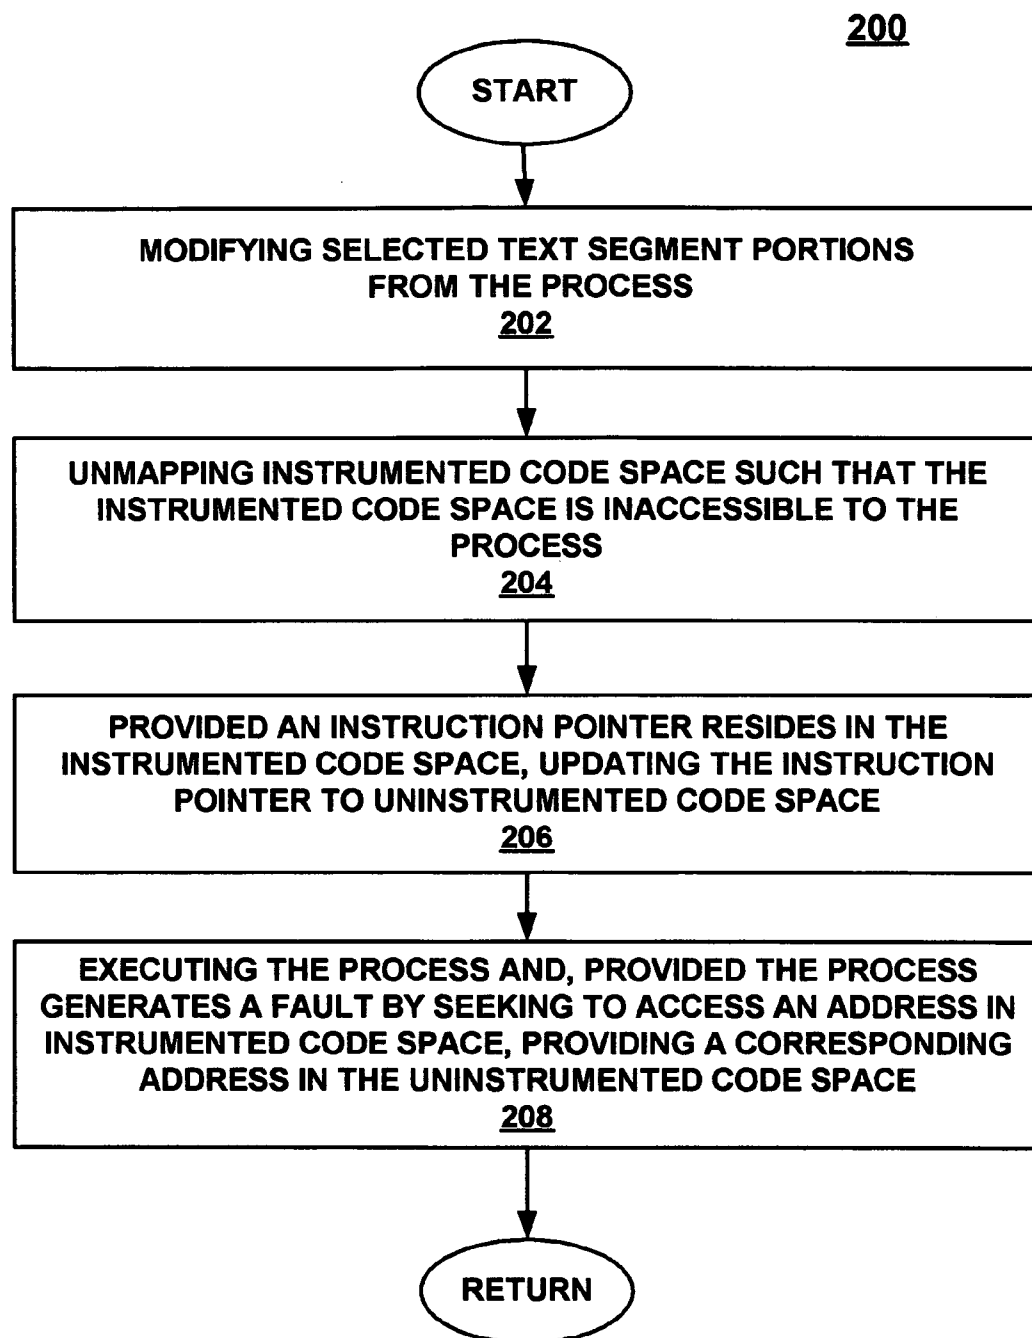 200
START
MODIFYING SELECTED TEXT SEGMENT PORTIONS
FROM THE PROCESS
202
UNMAPPING INSTRUMENTED CODE SPACE SUCH THAT THE
INSTRUMENTED CODE SPACE IS INACCESSIBLE TO THE
PROCESS
204
PROVIDED AN INSTRUCTION POINTER RESIDES IN THE
INSTRUMENTED CODE SPACE, UPDATING THE INSTRUCTION
POINTER TO UNINSTRUMENTED CODE SPACE
206
EXECUTING THE PROCESS AND, PROVIDED THE PROCESS
GENERATES A FAULT BY SEEKING TO ACCESS AN ADDRESS IN
INSTRUMENTED CODE SPACE, PROVIDING A CORRESPONDING
ADDRESS IN THE UNINSTRUMENTED CODE SPACE
208
RETURN